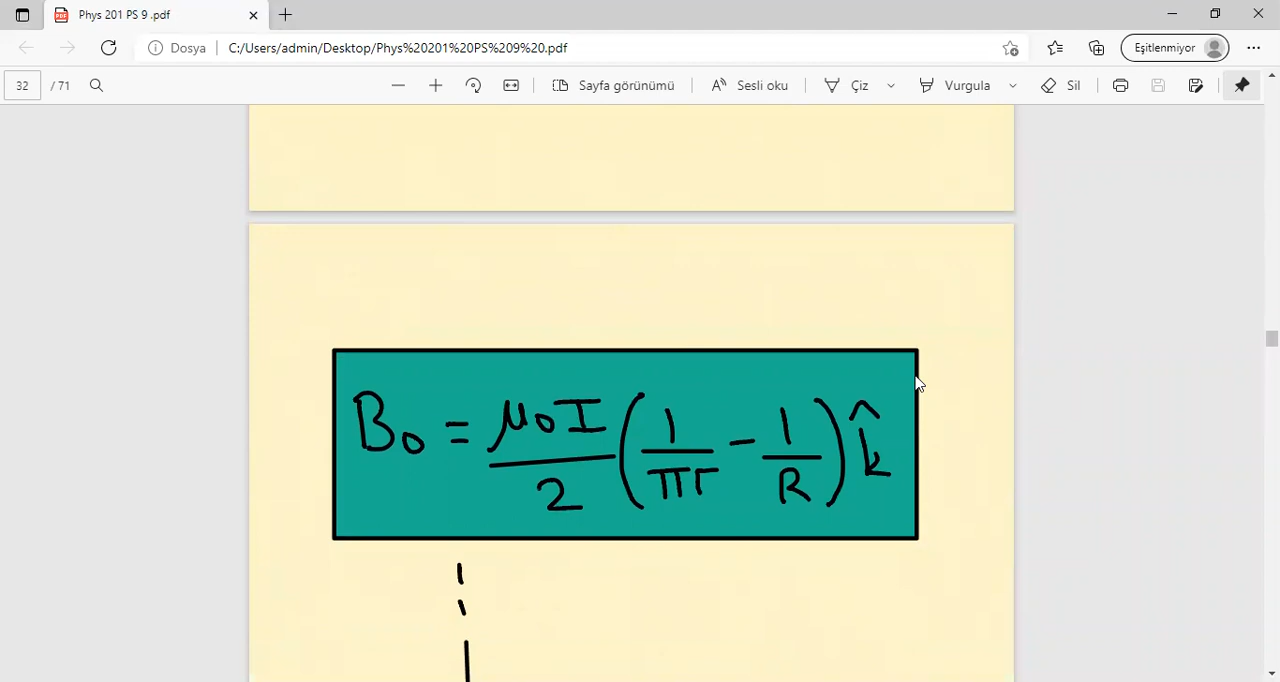 Phys 201 PS 9 .pdf
Dosya C:/Users/admin/Desktop/Phys%20201%20PS%209%20.pdf Eşitlenmiyor
32 / 71 Sayfa görünümü Sesli oku Çiz Vurgula Sil
B₀ = μ₀I/2 (1/πr − 1/R) k̂